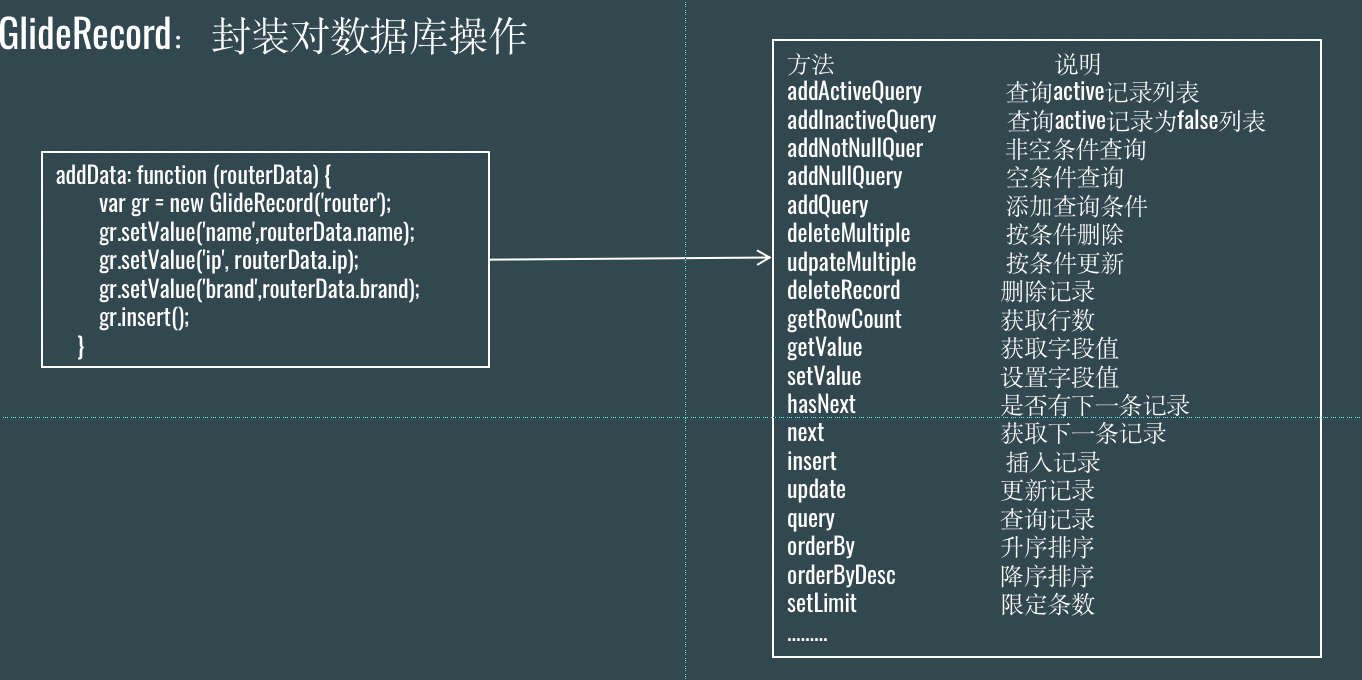 GlideRecord：封装对数据库操作
addData: function (routerData) {
var gr = new GlideRecord('router');
gr.setValue('name',routerData.name);
gr.setValue('ip', routerData.ip);
gr.setValue('brand',routerData.brand);
gr.insert();
}
方法 说明
addActiveQuery 查询active记录列表
addInactiveQuery 查询active记录为false列表
addNotNullQuer 非空条件查询
addNullQuery 空条件查询
addQuery 添加查询条件
deleteMultiple 按条件删除
udpateMultiple 按条件更新
deleteRecord 删除记录
getRowCount 获取行数
getValue 获取字段值
setValue 设置字段值
hasNext 是否有下一条记录
next 获取下一条记录
insert 插入记录
update 更新记录
query 查询记录
orderBy 升序排序
orderByDesc 降序排序
setLimit 限定条数
.........